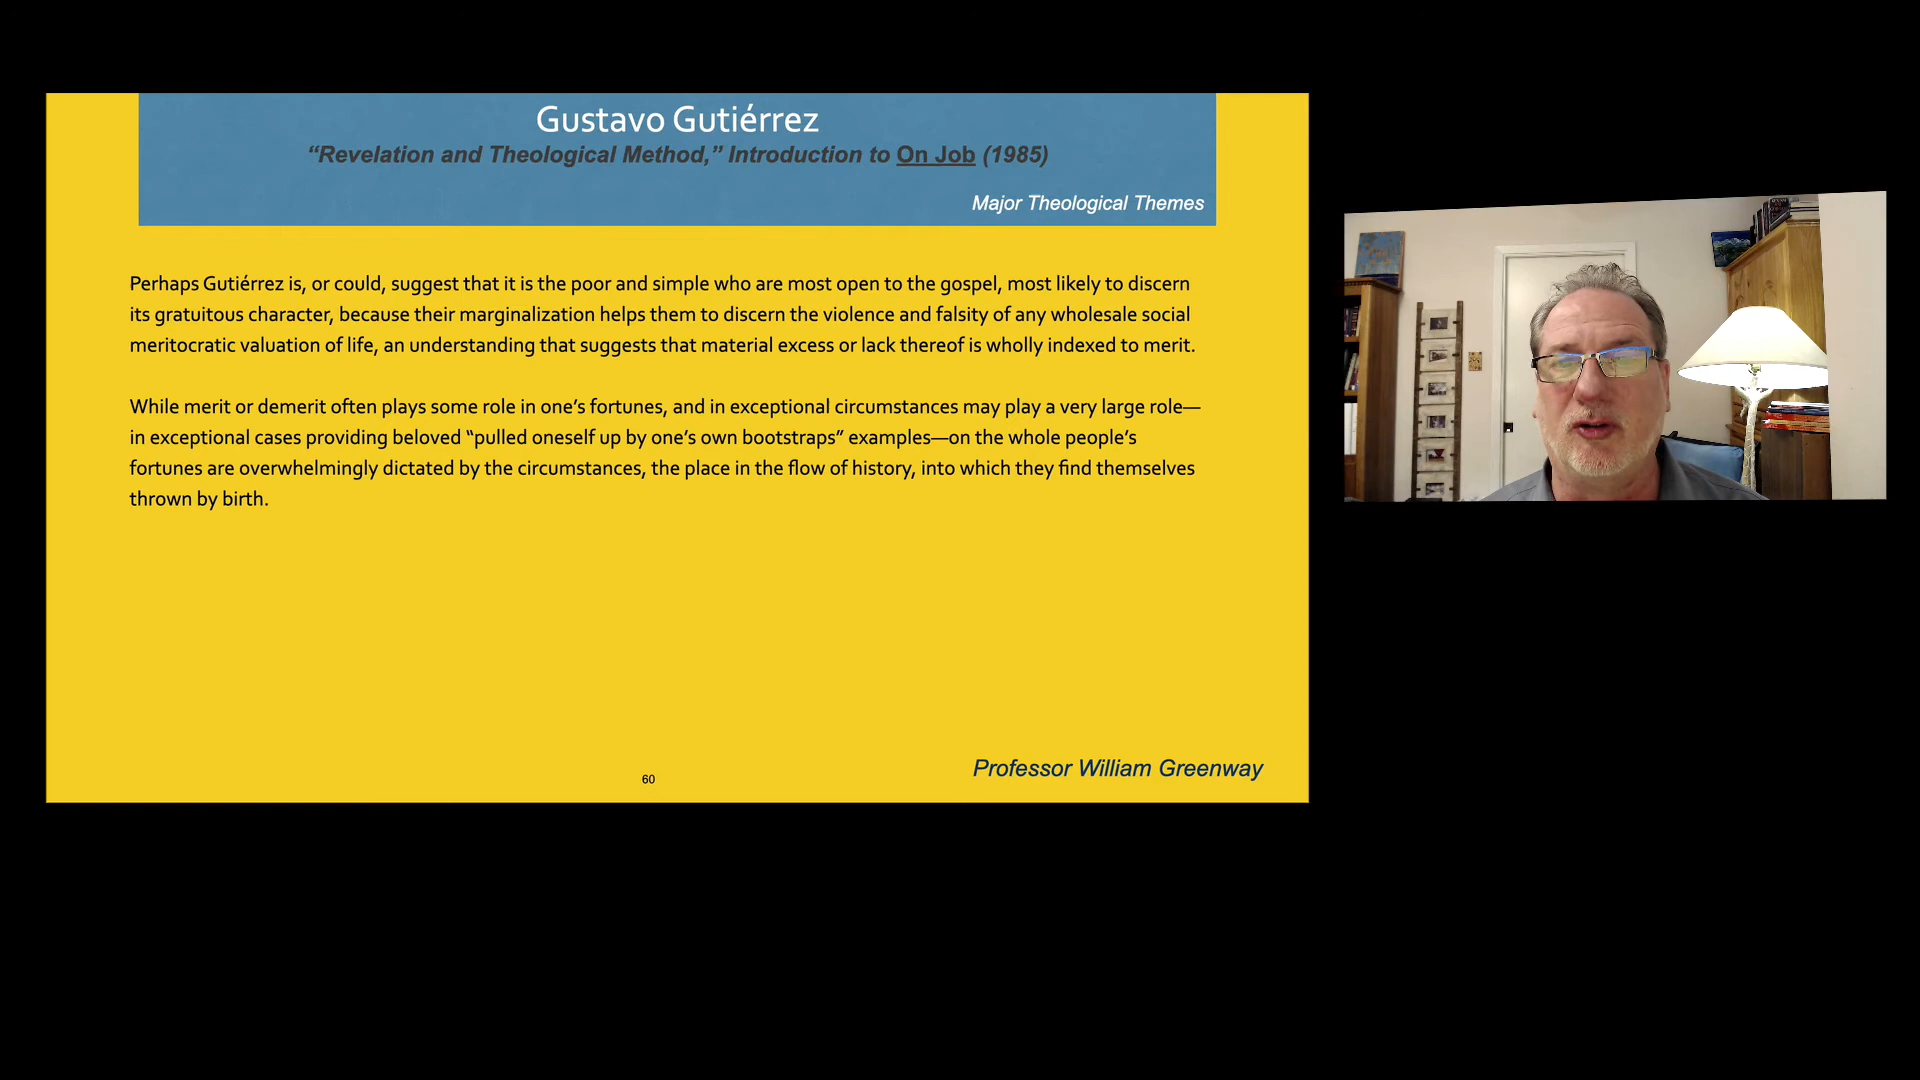 Gustavo Gutiérrez
“Revelation and Theological Method,” Introduction to On Job (1985)
Major Theological Themes
Perhaps Gutiérrez is, or could, suggest that it is the poor and simple who are most open to the gospel, most likely to discern
its gratuitous character, because their marginalization helps them to discern the violence and falsity of any wholesale social
meritocratic valuation of life, an understanding that suggests that material excess or lack thereof is wholly indexed to merit.
While merit or demerit often plays some role in one’s fortunes, and in exceptional circumstances may play a very large role—
in exceptional cases providing beloved “pulled oneself up by one’s own bootstraps” examples—on the whole people’s
fortunes are overwhelmingly dictated by the circumstances, the place in the flow of history, into which they find themselves
thrown by birth.
60
Professor William Greenway